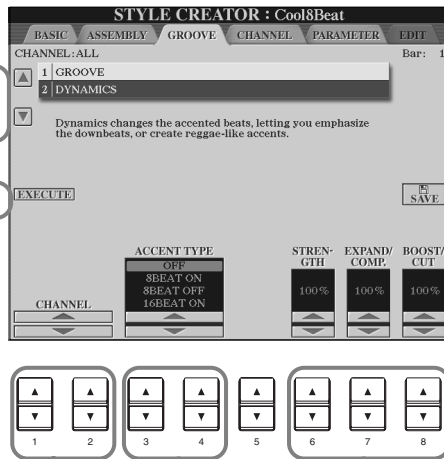 STYLE CREATOR : Cool8Beat
BASIC ASSEMBLY GROOVE CHANNEL PARAMETER EDIT
CHANNEL:ALL Bar: 1
1 GROOVE
2 DYNAMICS
Dynamics changes the accented beats, letting you emphasize
the downbeats, or create reggae-like accents.
EXECUTE
SAVE
ACCENT TYPE
OFF
8BEAT ON
8BEAT OFF
16BEAT ON
CHANNEL
STREN-
GTH
100%
EXPAND/
COMP.
100%
BOOST/
CUT
100%
1 2 3 4 5 6 7 8